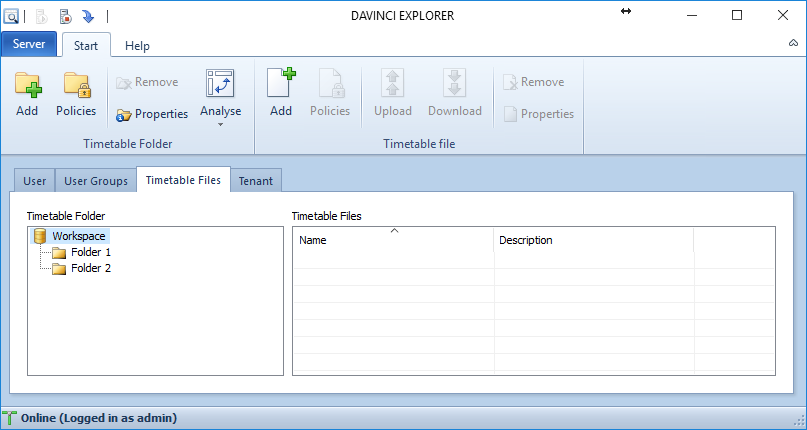 DAVINCI EXPLORER
Server Start Help
Add Policies Remove Properties Analyse Add Policies Upload Download Remove Properties
Timetable Folder Timetable file
User User Groups Timetable Files Tenant
Timetable Folder Timetable Files
Workspace Name Description
Folder 1
Folder 2
Online (Logged in as admin)